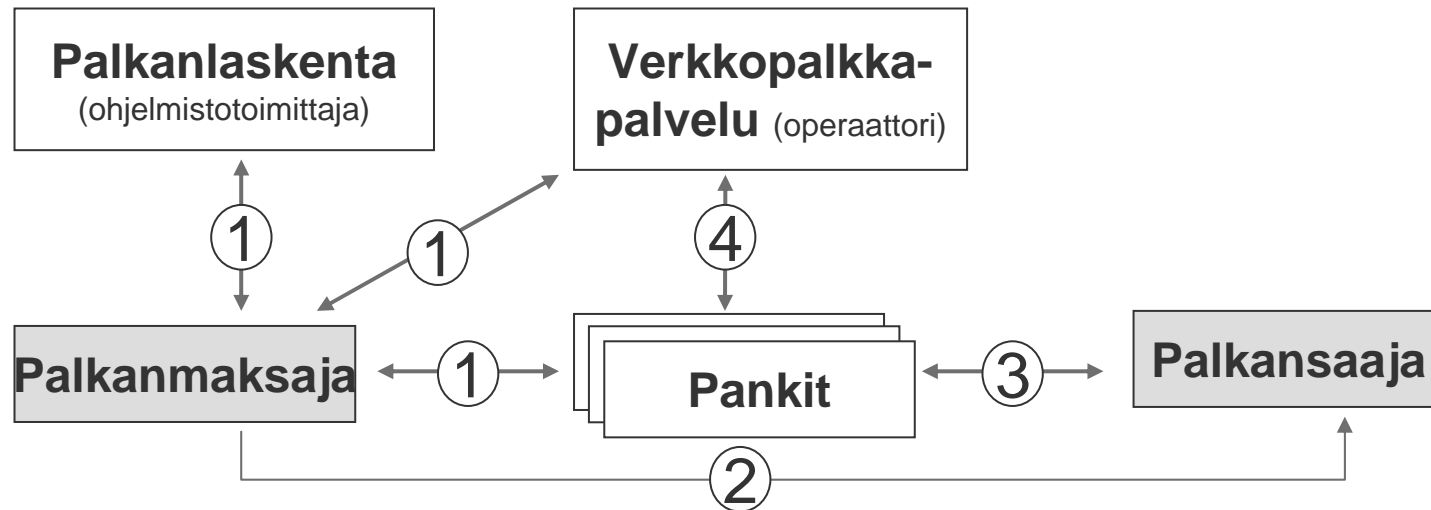 Palkanlaskenta
(ohjelmistotoimittaja)
Verkkopalkka-
palvelu (operaattori)
1
1
4
Palkanmaksaja
1
Pankit
3
Palkansaaja
2